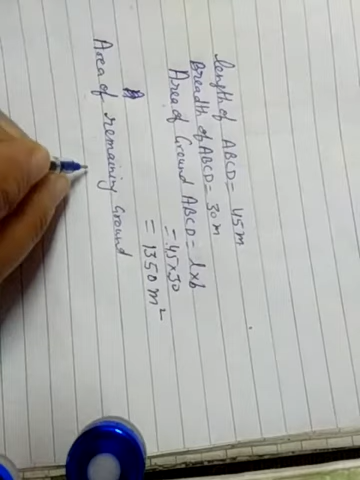 length of ABCD = 45m
Breadth of ABCD = 30m
Area of Ground ABCD = l×b
= 45×30
= 1350 m²
Area of remaining Ground